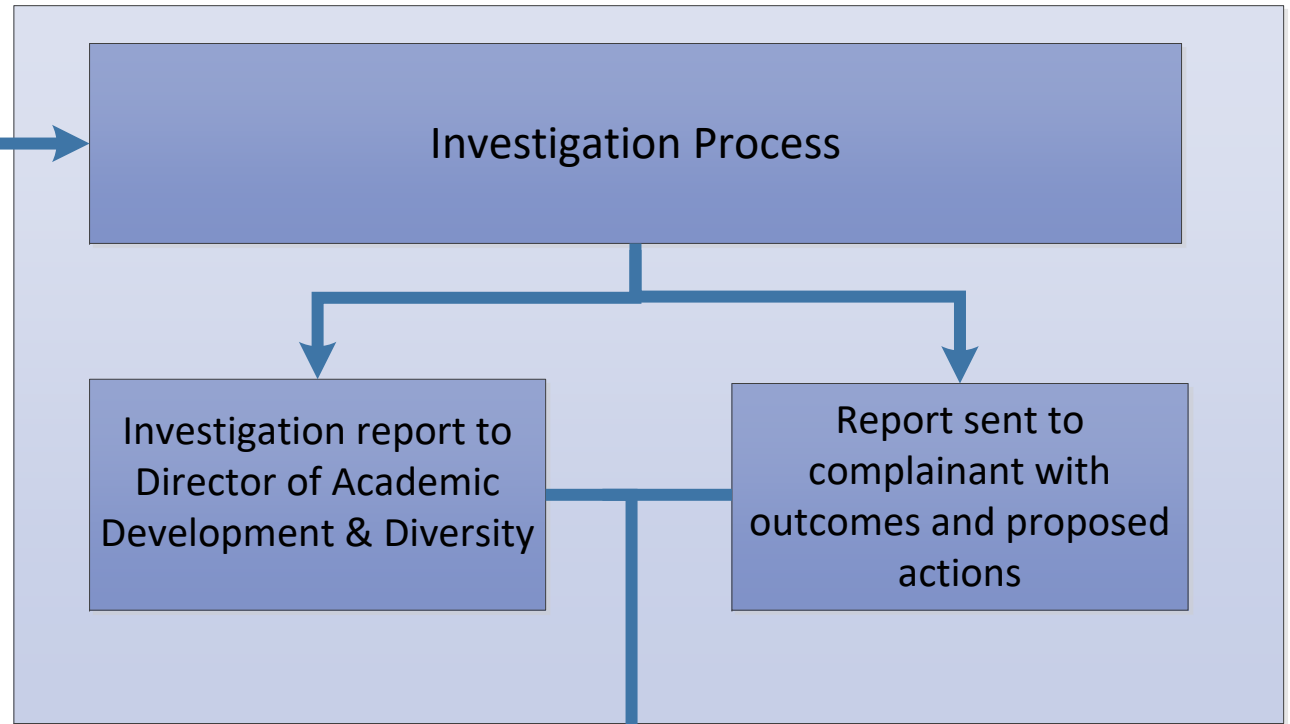 Investigation Process
Investigation report to
Director of Academic
Development & Diversity
Report sent to
complainant with
outcomes and proposed
actions